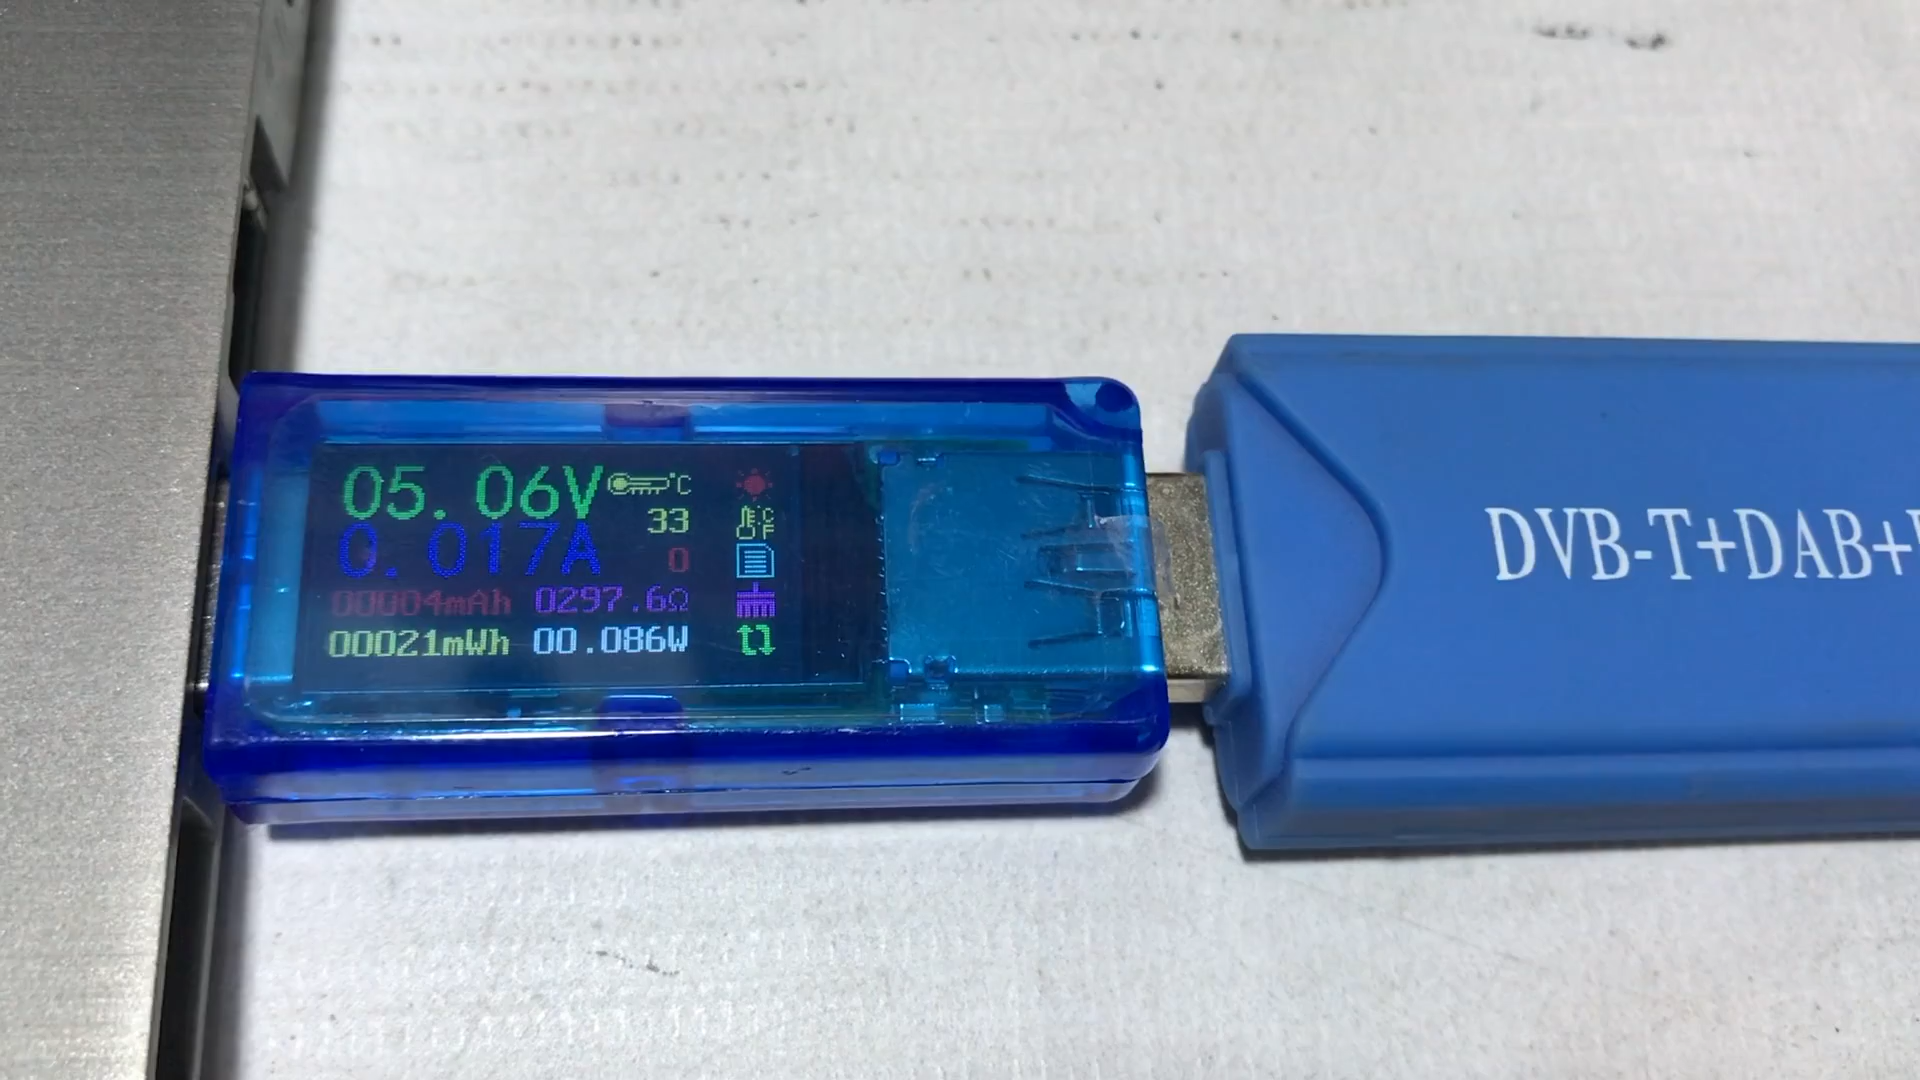 05.06V °C
33
0.017A 0
00004mAh 0297.6Ω
00021mWh 00.086W
°C
°F
DVB-T+DAB+